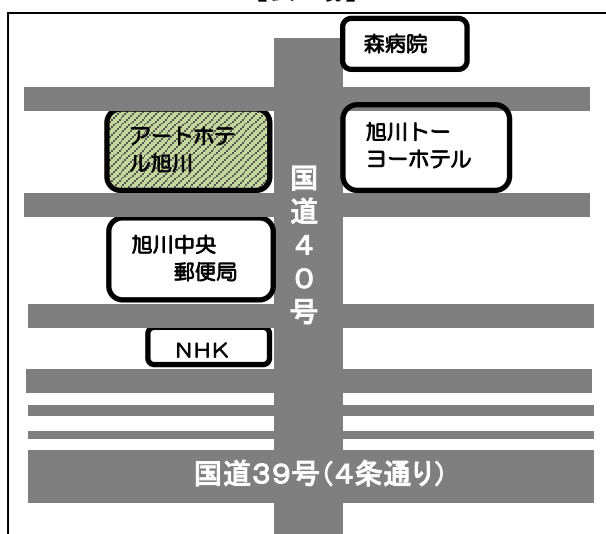 森病院
アートホテ
ル旭川
旭川トー
ヨーホテル
国道40号
旭川中央
郵便局
NHK
国道39号(4条通り)